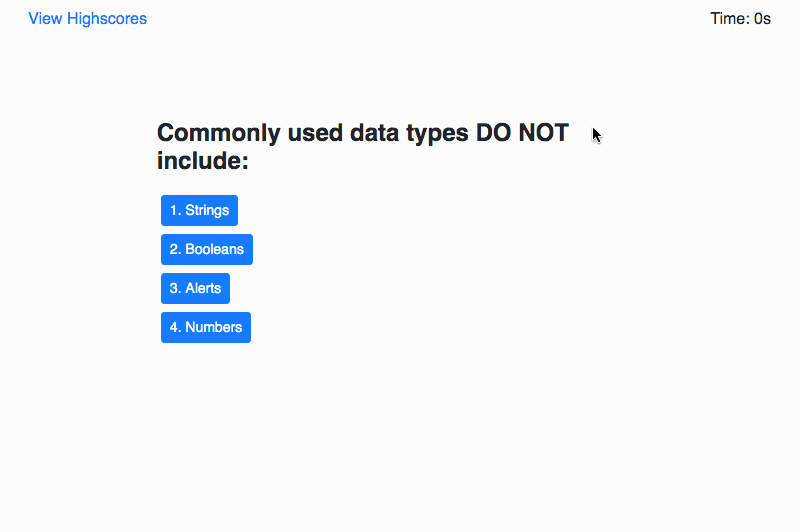 View Highscores
Time: 0s
Commonly used data types DO NOT
include:
1. Strings
2. Booleans
3. Alerts
4. Numbers